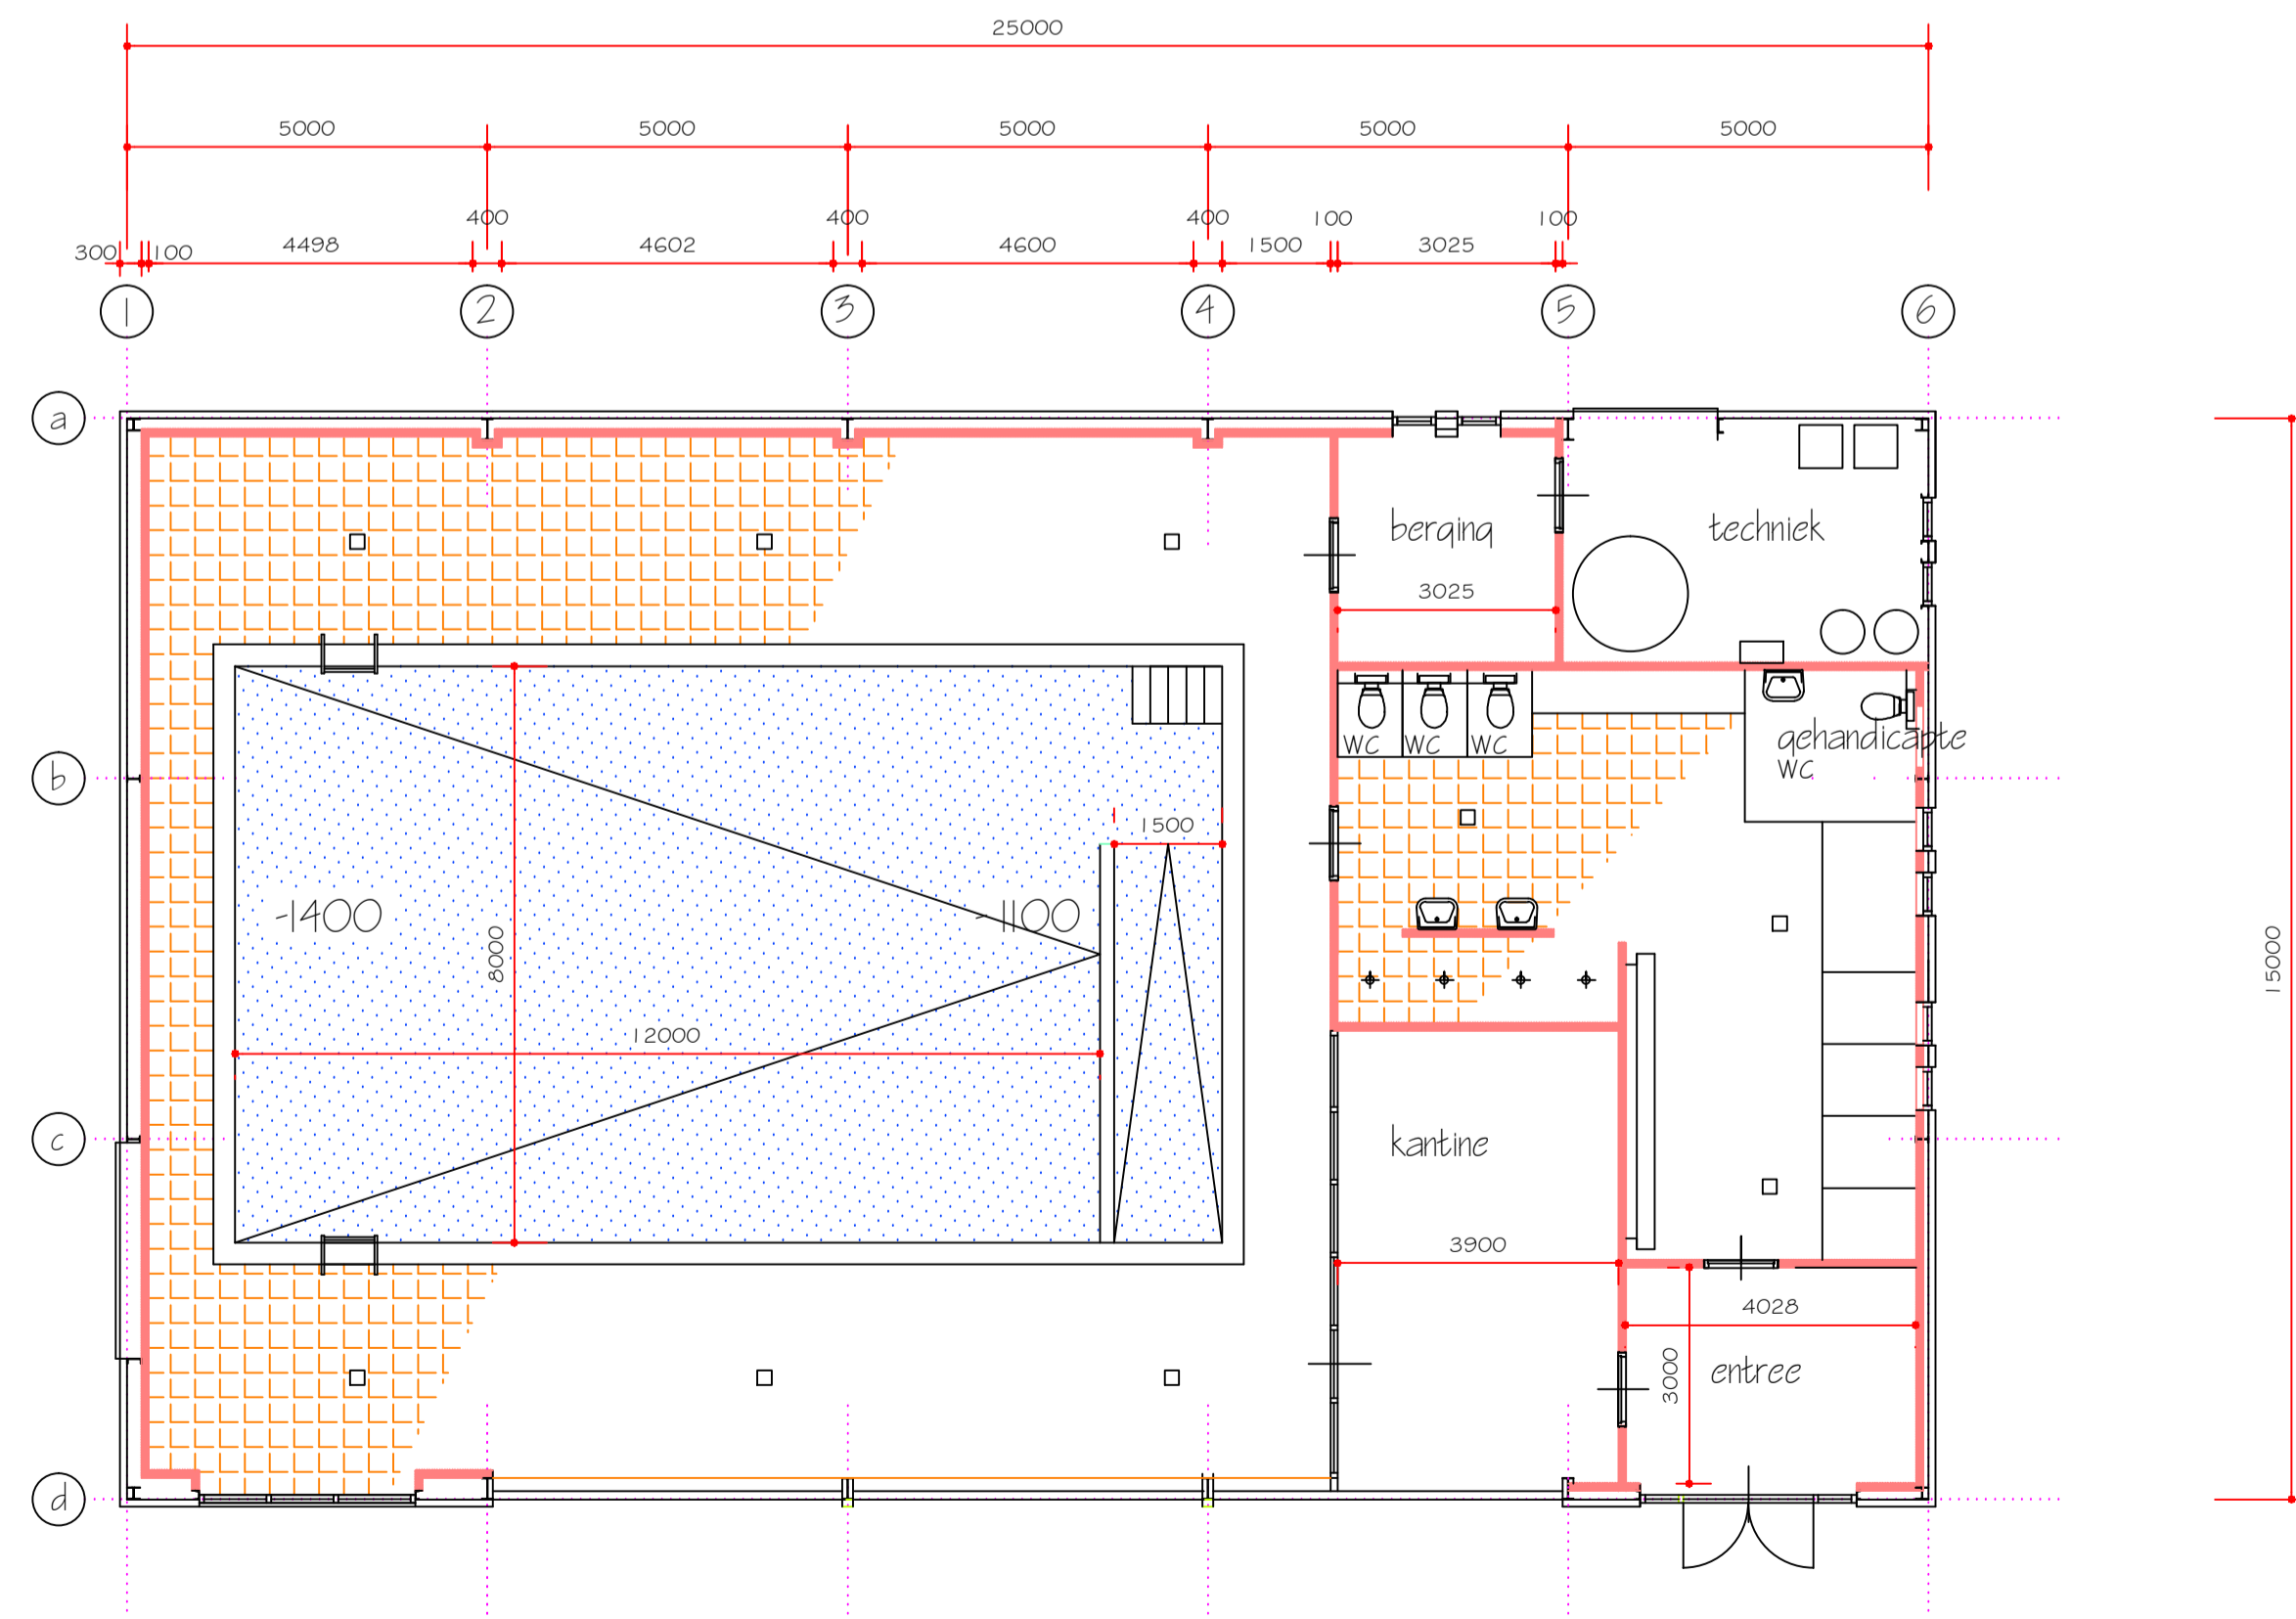 25000
5000 5000 5000 5000 5000
400 400 400 100 100
300 100 4498 4602 4600 1500 3025
1 2 3 4 5 6
a
berging techniek
3025
WC WC WC
gehandicapte
WC
b
1500
-1400
-1100
8000
15000
12000
c
kantine
3900
4028
3000
entree
d